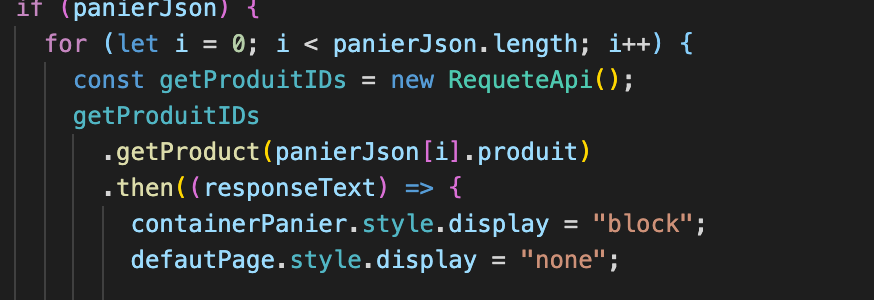 if (panierJson) {
for (let i = 0; i < panierJson.length; i++) {
const getProduitIDs = new RequeteApi();
getProduitIDs
.getProduct(panierJson[i].produit)
.then((responseText) => {
containerPanier.style.display = "block";
defautPage.style.display = "none";